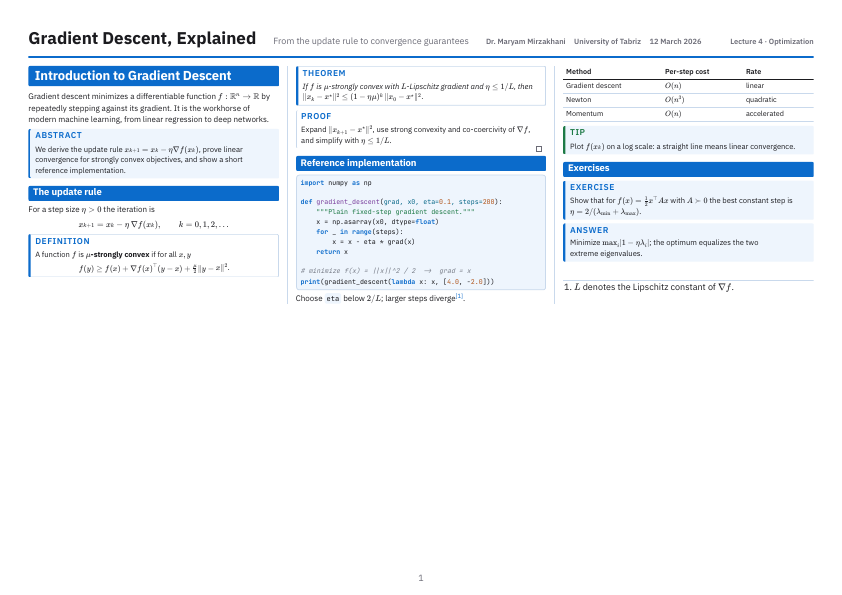 Gradient Descent, Explained From the update rule to convergence guarantees Dr. Maryam Mirzakhani University of Tabriz 12 March 2026 Lecture 4 · Optimization
Introduction to Gradient Descent
Gradient descent minimizes a differentiable function f : ℝⁿ → ℝ by
repeatedly stepping against its gradient. It is the workhorse of
modern machine learning, from linear regression to deep networks.
ABSTRACT
We derive the update rule xₖ₊₁ = xₖ − η∇f(xₖ), prove linear
convergence for strongly convex objectives, and show a short
reference implementation.
The update rule
For a step size η > 0 the iteration is
xₖ₊₁ = xₖ − η ∇f(xₖ), k = 0, 1, 2, …
DEFINITION
A function f is μ-strongly convex if for all x, y
f(y) ≥ f(x) + ∇f(x)^⊤(y − x) + μ/2 ‖y − x‖².
THEOREM
If f is μ-strongly convex with L-Lipschitz gradient and η ≤ 1/L, then
‖xₖ − x*‖² ≤ (1 − ημ)ᵏ ‖x₀ − x*‖².
PROOF
Expand ‖xₖ₊₁ − x*‖², use strong convexity and co-coercivity of ∇f,
and simplify with η ≤ 1/L.
□
Reference implementation
import numpy as np
def gradient_descent(grad, x0, eta=0.1, steps=200):
"""Plain fixed-step gradient descent."""
x = np.asarray(x0, dtype=float)
for _ in range(steps):
x = x - eta * grad(x)
return x
# minimize f(x) = ||x||^2 / 2 → grad = x
print(gradient_descent(lambda x: x, [4.0, -2.0]))
Choose eta below 2/L; larger steps diverge[1].
Method Per-step cost Rate
Gradient descent O(n) linear
Newton O(n³) quadratic
Momentum O(n) accelerated
TIP
Plot f(xₖ) on a log scale: a straight line means linear convergence.
Exercises
EXERCISE
Show that for f(x) = ½x^⊤Ax with A ≻ 0 the best constant step is
η = 2/(λ_min + λ_max).
ANSWER
Minimize maxᵢ|1 − ηλᵢ|; the optimum equalizes the two
extreme eigenvalues.
1. L denotes the Lipschitz constant of ∇f.
1